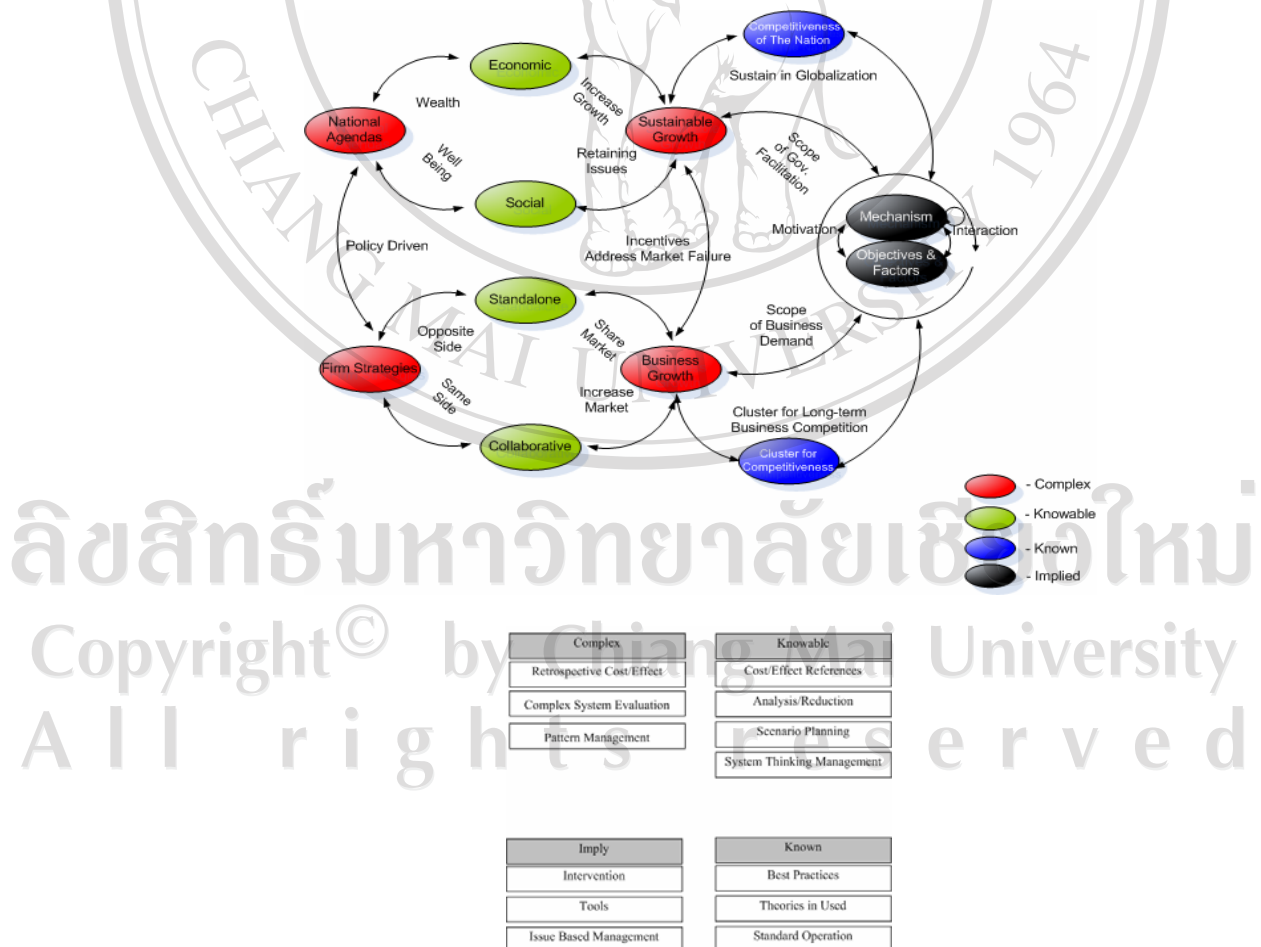 Competitiveness
of The Nation
Economic
Sustain in Globalization
Increase
Growth
Wealth
National
Agendas
Sustainable
Growth
Scope
of Gov.
Facilitation
Well
Being
Retaining
Issues
Social
Mechanism
Motivation
Interaction
Policy Driven
Incentives
Address Market Failure
Objectives &
Factors
Standalone
Scope
of Business
Demand
Opposite
Side
Share
Market
Firm Strategies
Business
Growth
Same
Side
Increase
Market
Cluster for Long-term
Business Competition
Collaborative
Cluster for
Competitiveness
- Complex
- Knowable
- Known
- Implied
CHIANG MAI UNIVERSITY 1964
ลิขสิทธิ์มหาวิทยาลัยเชียงใหม่
Copyright© by Chiang Mai University
All rights reserved
Complex
Retrospective Cost/Effect
Complex System Evaluation
Pattern Management
Knowable
Cost/Effect References
Analysis/Reduction
Scenario Planning
System Thinking Management
Imply
Intervention
Tools
Issue Based Management
Known
Best Practices
Theories in Used
Standard Operation